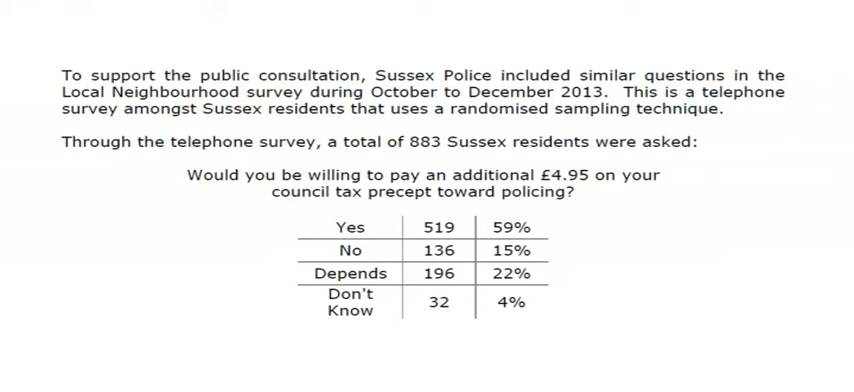 To support the public consultation, Sussex Police included similar questions in the
Local Neighbourhood survey during October to December 2013. This is a telephone
survey amongst Sussex residents that uses a randomised sampling technique.
Through the telephone survey, a total of 883 Sussex residents were asked:
Would you be willing to pay an additional £4.95 on your
council tax precept toward policing?
Yes 519 59%
No 136 15%
Depends 196 22%
Don't
Know 32 4%